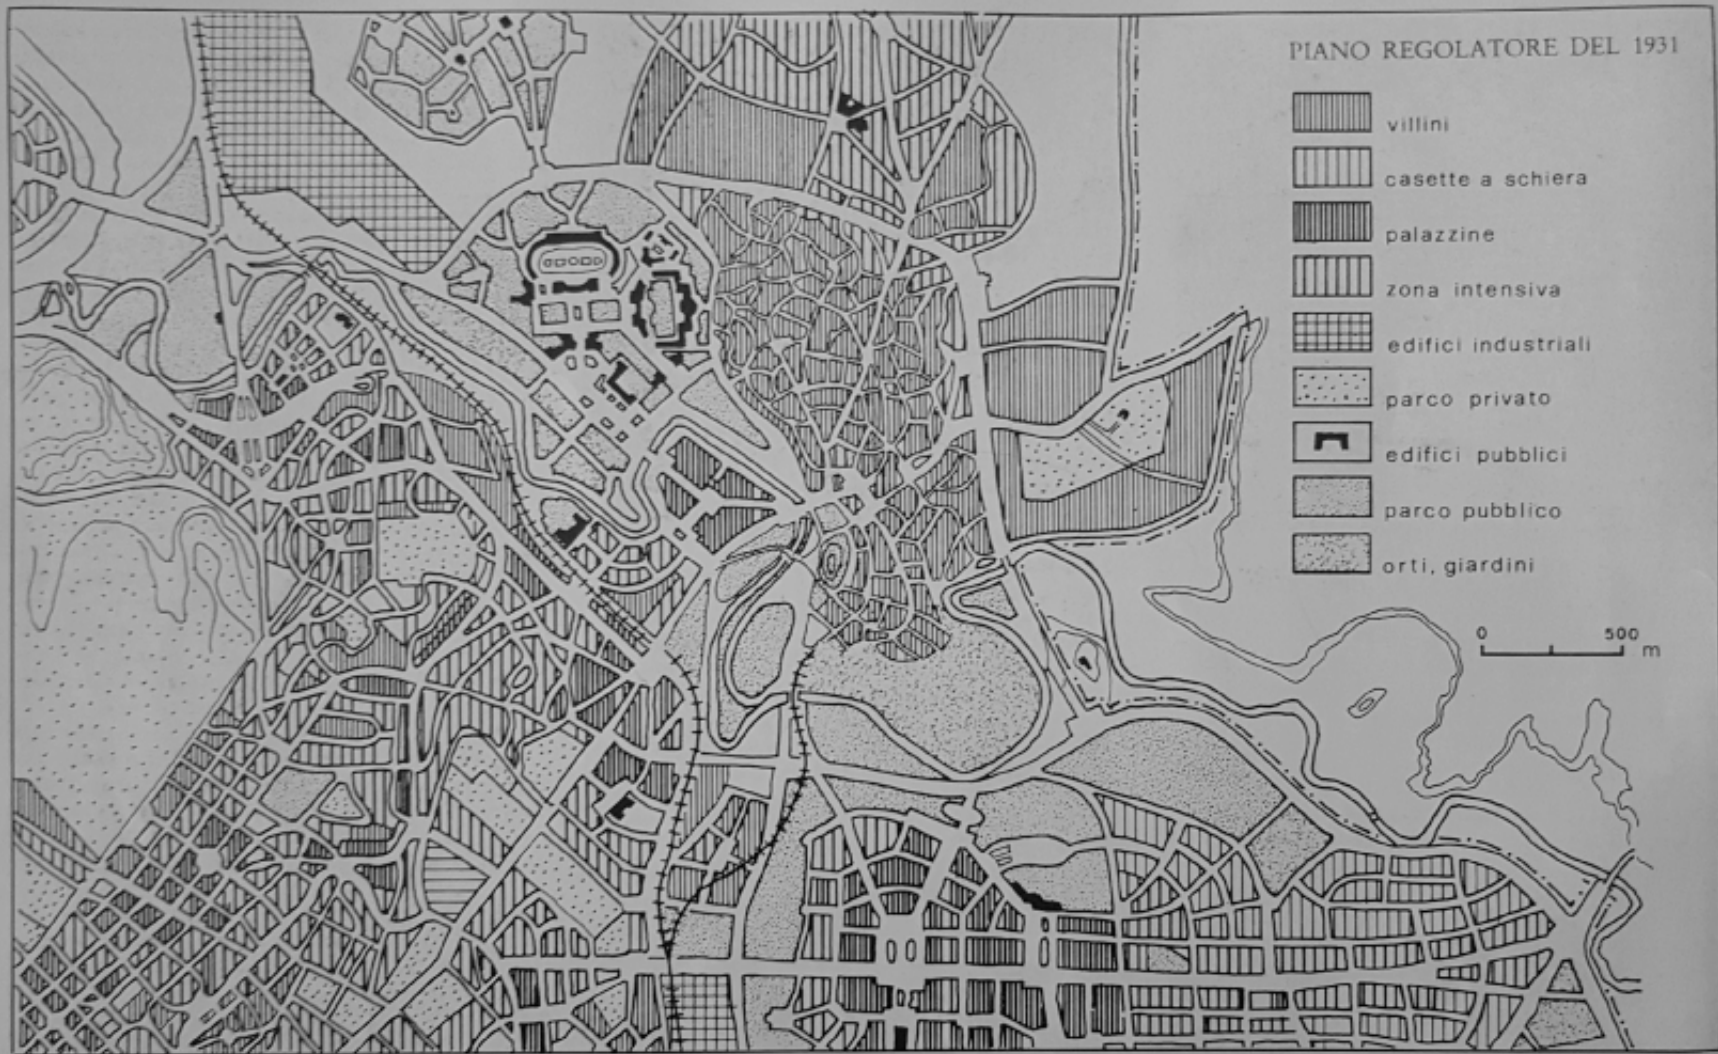 PIANO REGOLATORE DEL 1931
villini
casette a schiera
palazzine
zona intensiva
edifici industriali
parco privato
edifici pubblici
parco pubblico
orti, giardini
0 500 m